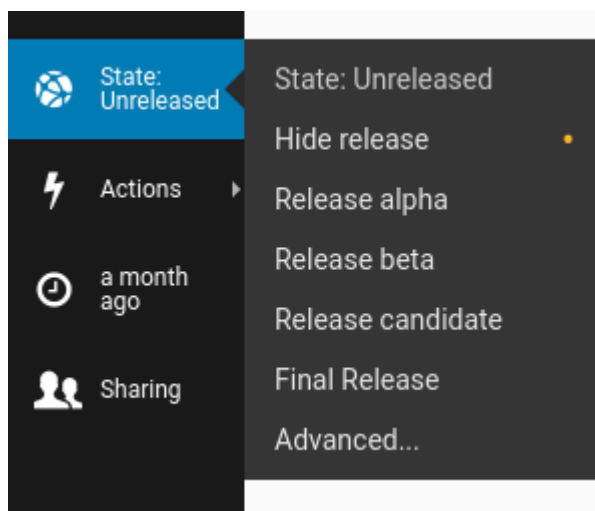 State:
Unreleased
Actions
a month
ago
Sharing
State: Unreleased
Hide release
Release alpha
Release beta
Release candidate
Final Release
Advanced...